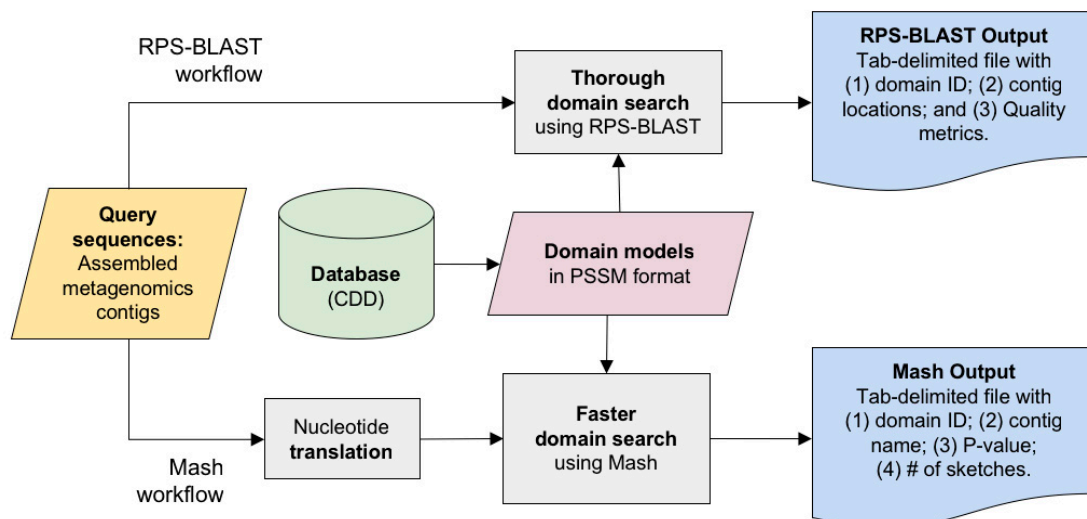 RPS-BLAST
workflow
Thorough
domain search
using RPS-BLAST
RPS-BLAST Output
Tab-delimited file with
(1) domain ID; (2) contig
locations; and (3) Quality
metrics.
Query
sequences:
Assembled
metagenomics
contigs
Database
(CDD)
Domain models
in PSSM format
Mash
workflow
Nucleotide
translation
Faster
domain search
using Mash
Mash Output
Tab-delimited file with
(1) domain ID; (2) contig
name; (3) P-value;
(4) # of sketches.